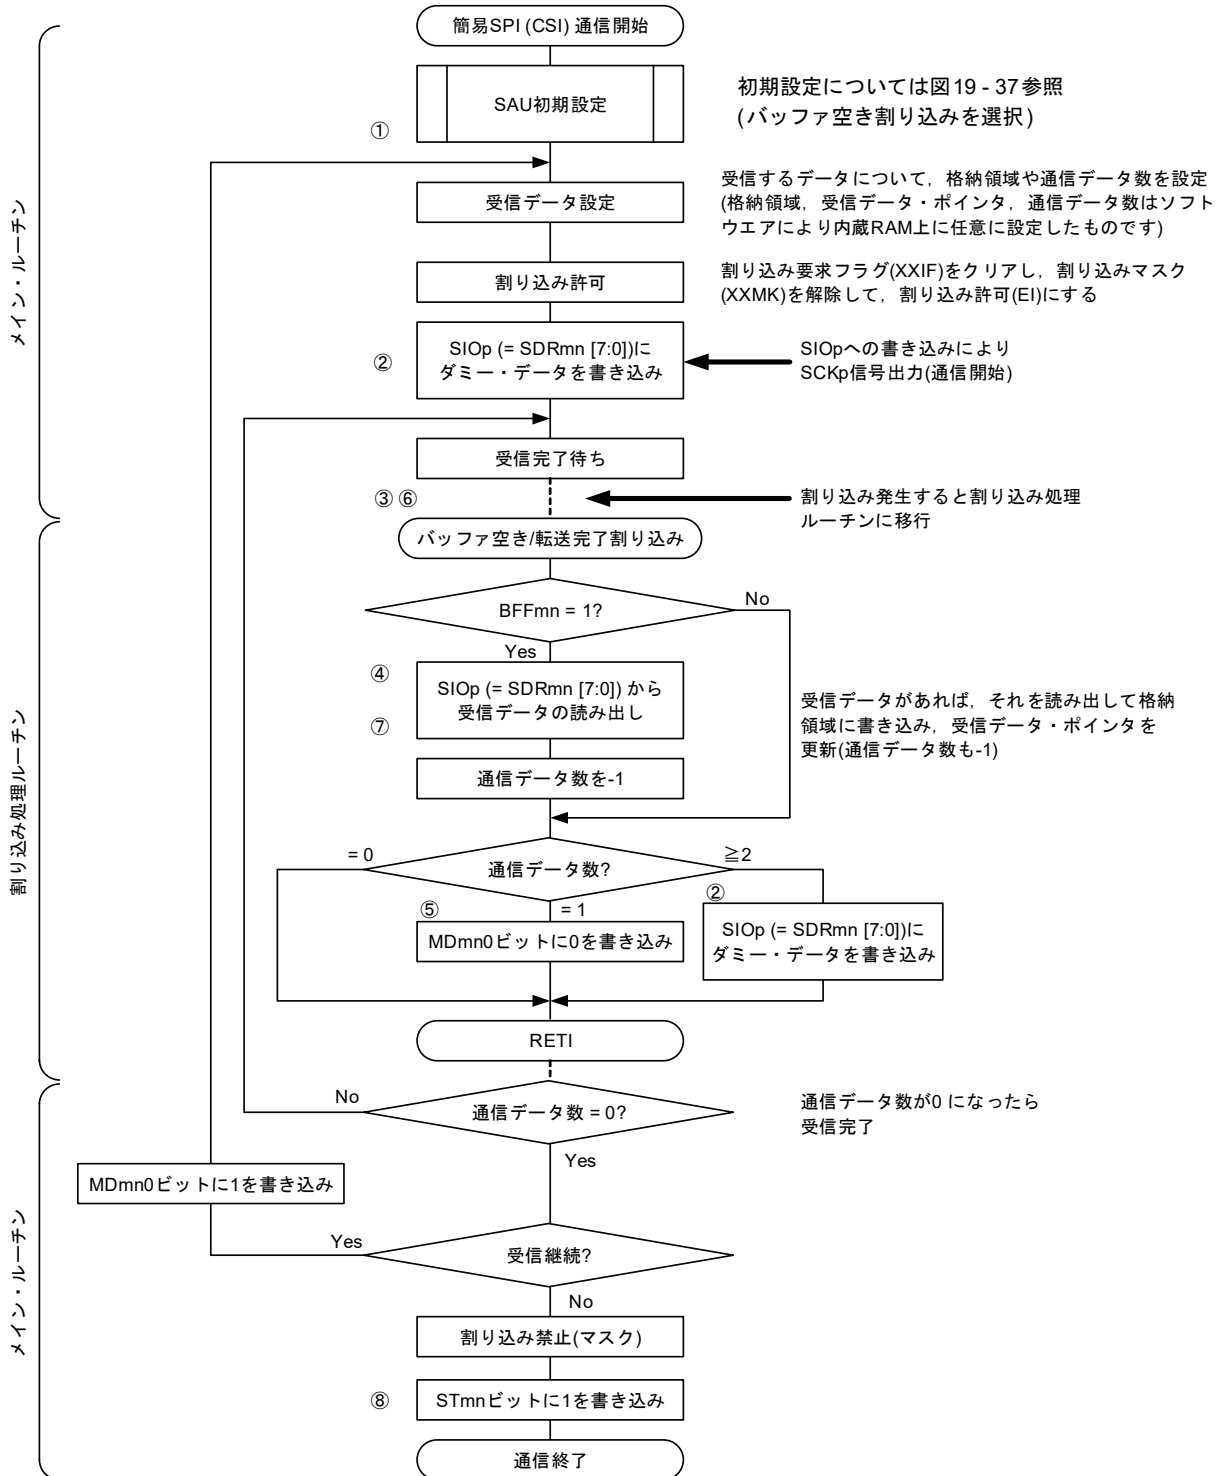 簡易SPI (CSI) 通信開始
SAU初期設定
初期設定については図19 - 37参照
(バッファ空き割り込みを選択)
①
受信データ設定
受信するデータについて，格納領域や通信データ数を設定
(格納領域，受信データ・ポインタ，通信データ数はソフト
ウエアにより内蔵RAM上に任意に設定したものです)
メイン・ルーチン
割り込み許可
割り込み要求フラグ(XXIF)をクリアし，割り込みマスク
(XXMK)を解除して，割り込み許可(EI)にする
②
SIOp (= SDRmn [7:0])に
ダミー・データを書き込み
SIOpへの書き込みにより
SCKp信号出力(通信開始)
受信完了待ち
③ ⑥
割り込み発生すると割り込み処理
ルーチンに移行
バッファ空き/転送完了割り込み
BFFmn = 1?
No
Yes
④
SIOp (= SDRmn [7:0]) から
受信データの読み出し
⑦
受信データがあれば，それを読み出して格納
領域に書き込み，受信データ・ポインタを
更新(通信データ数も-1)
割り込み処理ルーチン
通信データ数を-1
通信データ数?
= 0
≧2
= 1
⑤
MDmn0ビットに0を書き込み
②
SIOp (= SDRmn [7:0])に
ダミー・データを書き込み
RETI
No
通信データ数 = 0?
通信データ数が0 になったら
受信完了
Yes
MDmn0ビットに1を書き込み
Yes
受信継続?
No
メイン・ルーチン
割り込み禁止(マスク)
⑧
STmnビットに1を書き込み
通信終了